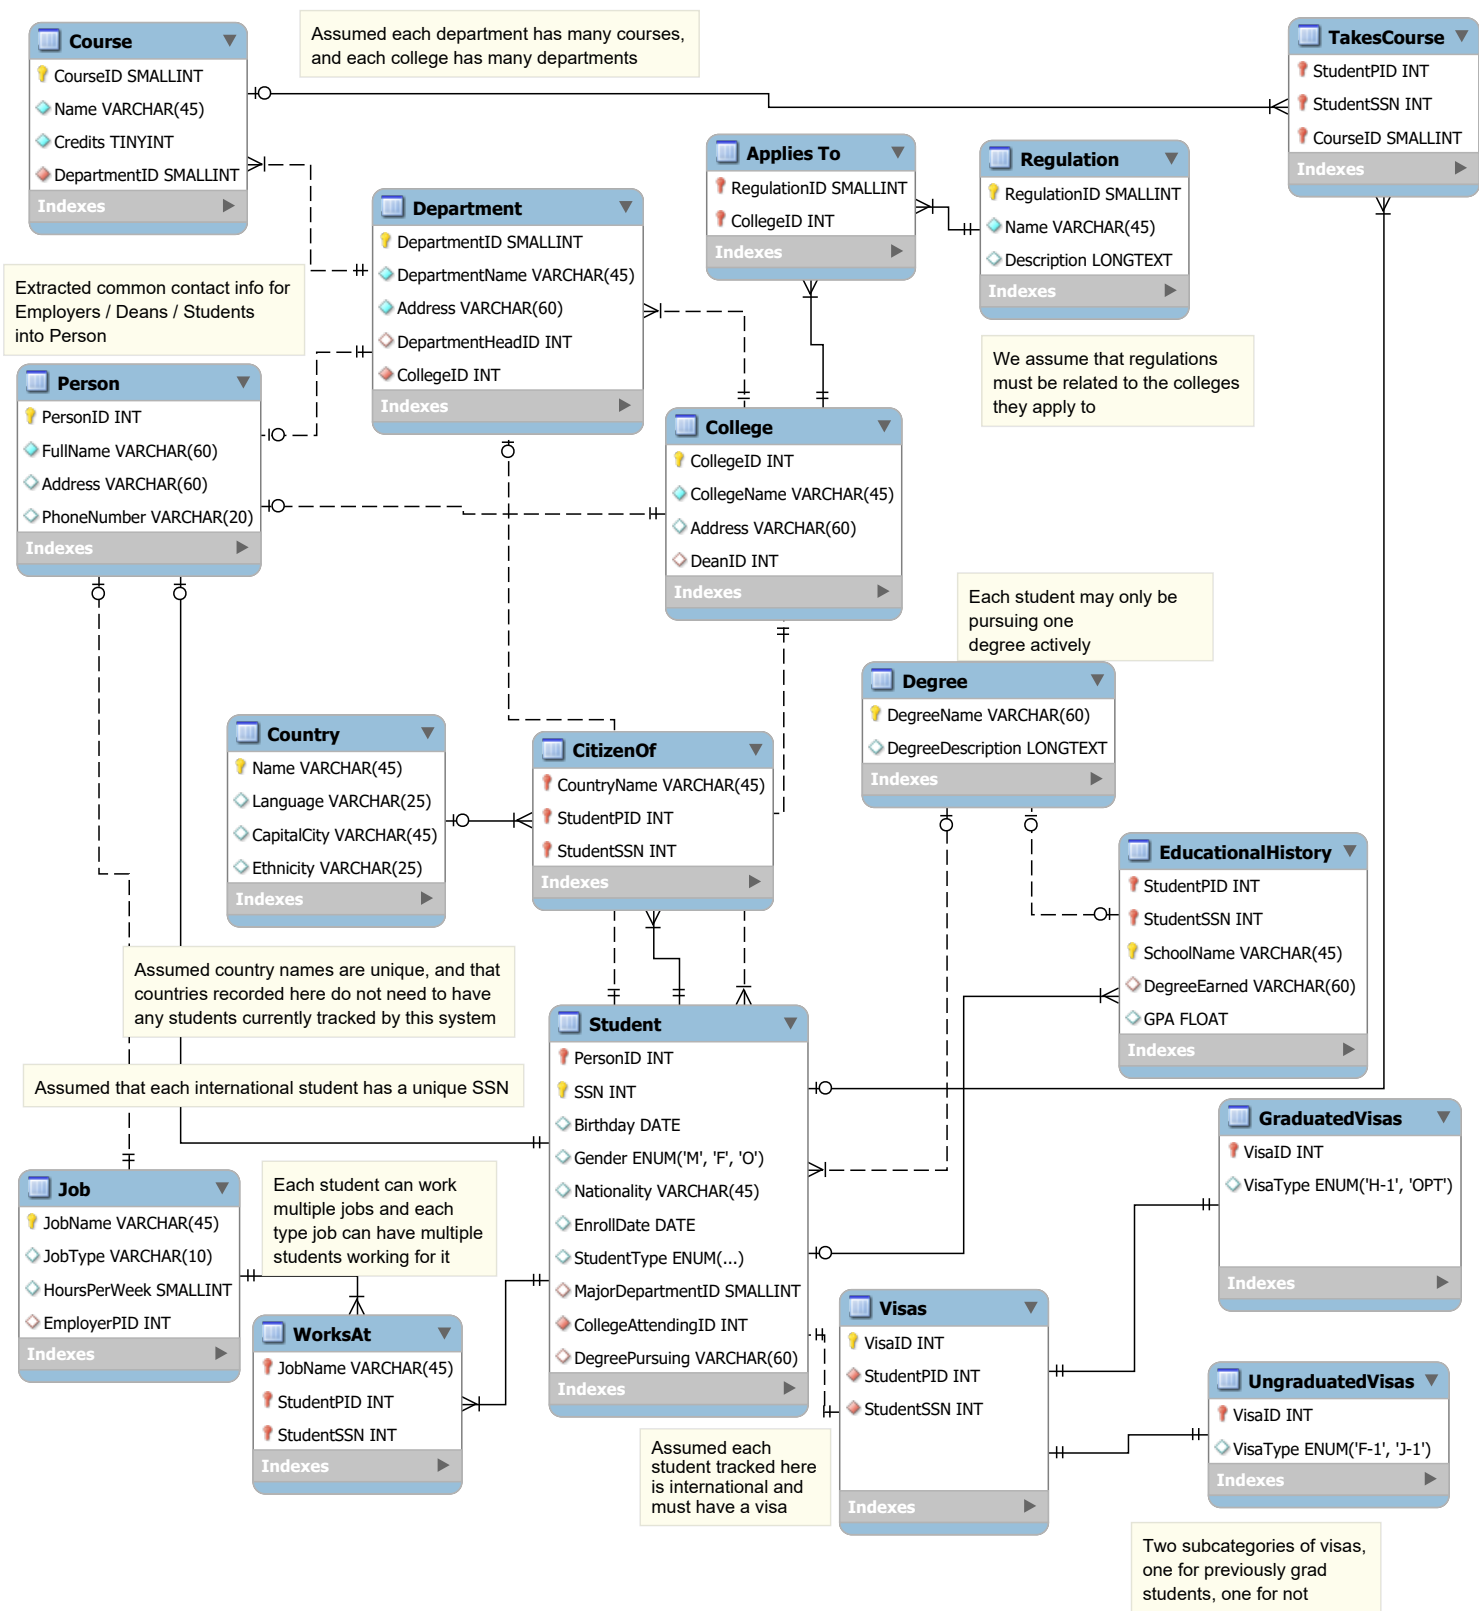 Course
CourseID SMALLINT
Name VARCHAR(45)
Credits TINYINT
DepartmentID SMALLINT
Indexes
Assumed each department has many courses,
and each college has many departments
TakesCourse
StudentPID INT
StudentSSN INT
CourseID SMALLINT
Indexes
Applies To
RegulationID SMALLINT
CollegeID INT
Indexes
Regulation
RegulationID SMALLINT
Name VARCHAR(45)
Description LONGTEXT
Indexes
Department
DepartmentID SMALLINT
DepartmentName VARCHAR(45)
Address VARCHAR(60)
DepartmentHeadID INT
CollegeID INT
Indexes
Extracted common contact info for
Employers / Deans / Students
into Person
We assume that regulations
must be related to the colleges
they apply to
Person
PersonID INT
FullName VARCHAR(60)
Address VARCHAR(60)
PhoneNumber VARCHAR(20)
Indexes
College
CollegeID INT
CollegeName VARCHAR(45)
Address VARCHAR(60)
DeanID INT
Indexes
Each student may only be
pursuing one
degree actively
Degree
DegreeName VARCHAR(60)
DegreeDescription LONGTEXT
Indexes
Country
Name VARCHAR(45)
Language VARCHAR(25)
CapitalCity VARCHAR(45)
Ethnicity VARCHAR(25)
Indexes
CitizenOf
CountryName VARCHAR(45)
StudentPID INT
StudentSSN INT
Indexes
EducationalHistory
StudentPID INT
StudentSSN INT
SchoolName VARCHAR(45)
DegreeEarned VARCHAR(60)
GPA FLOAT
Indexes
Assumed country names are unique, and that
countries recorded here do not need to have
any students currently tracked by this system
Assumed that each international student has a unique SSN
Student
PersonID INT
SSN INT
Birthday DATE
Gender ENUM('M', 'F', 'O')
Nationality VARCHAR(45)
EnrollDate DATE
StudentType ENUM(...)
MajorDepartmentID SMALLINT
CollegeAttendingID INT
DegreePursuing VARCHAR(60)
Indexes
GraduatedVisas
VisaID INT
VisaType ENUM('H-1', 'OPT')
Indexes
Job
JobName VARCHAR(45)
JobType VARCHAR(10)
HoursPerWeek SMALLINT
EmployerPID INT
Indexes
Each student can work
multiple jobs and each
type job can have multiple
students working for it
WorksAt
JobName VARCHAR(45)
StudentPID INT
StudentSSN INT
Indexes
Visas
VisaID INT
StudentPID INT
StudentSSN INT
Indexes
UngraduatedVisas
VisaID INT
VisaType ENUM('F-1', 'J-1')
Indexes
Assumed each
student tracked here
is international and
must have a visa
Two subcategories of visas,
one for previously grad
students, one for not